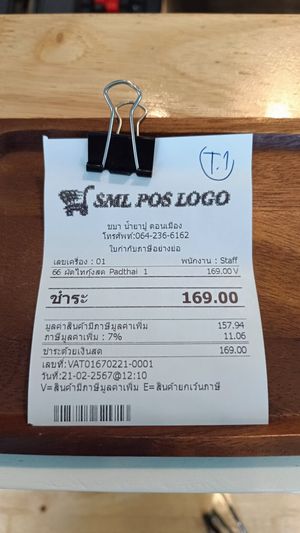 T.1
SML POS LOGO
ขบา น้ำยาปู ดอนเมือง
โทรศัพท์:064-236-6162
ใบกำกับภาษีอย่างย่อ
เลขเครื่อง : 01 พนักงาน : Staff
66 ผัดไทกุ้งสด Padthai 1 169.00 V
ชำระ 169.00
มูลค่าสินค้ามีภาษีมูลค่าเพิ่ม 157.94
ภาษีมูลค่าเพิ่ม : 7% 11.06
ชำระด้วยเงินสด 169.00
เลขที่:VAT01670221-0001
วันที่:21-02-2567@12:10
V=สินค้ามีภาษีมูลค่าเพิ่ม E=สินค้ายกเว้นภาษี